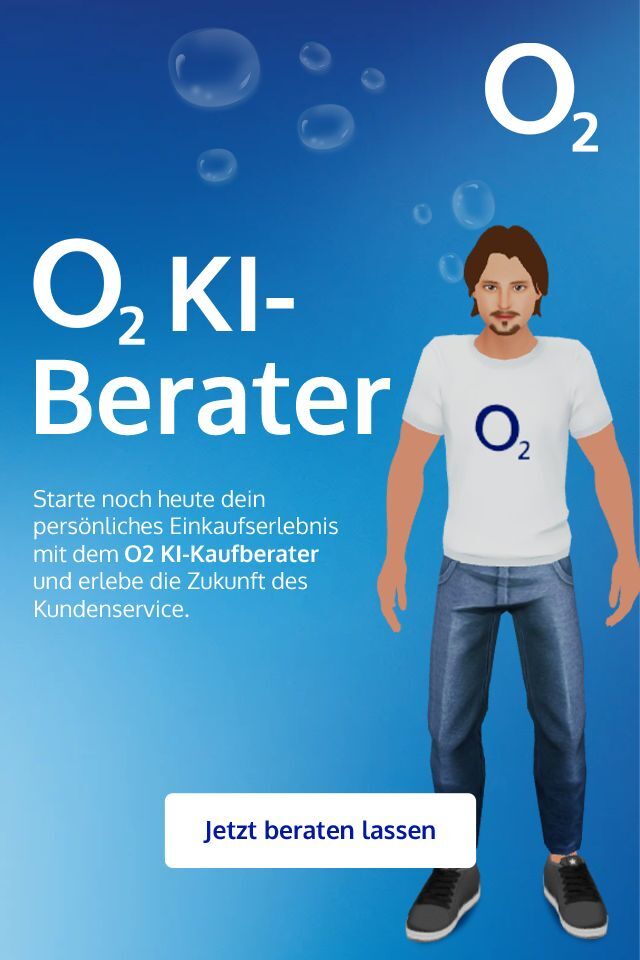 O2
O2 KI-
Berater
O2
Starte noch heute dein
persönliches Einkaufserlebnis
mit dem O2 KI-Kaufberater
und erlebe die Zukunft des
Kundenservice.
Jetzt beraten lassen